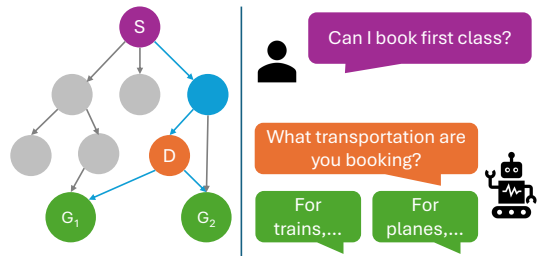 S
D
G₁
G₂
Can I book first class?
What transportation are
you booking?
For
trains,...
For
planes,...